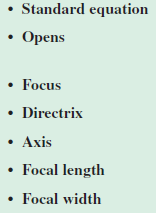 • Standard equation
• Opens
• Focus
• Directrix
• Axis
• Focal length
• Focal width